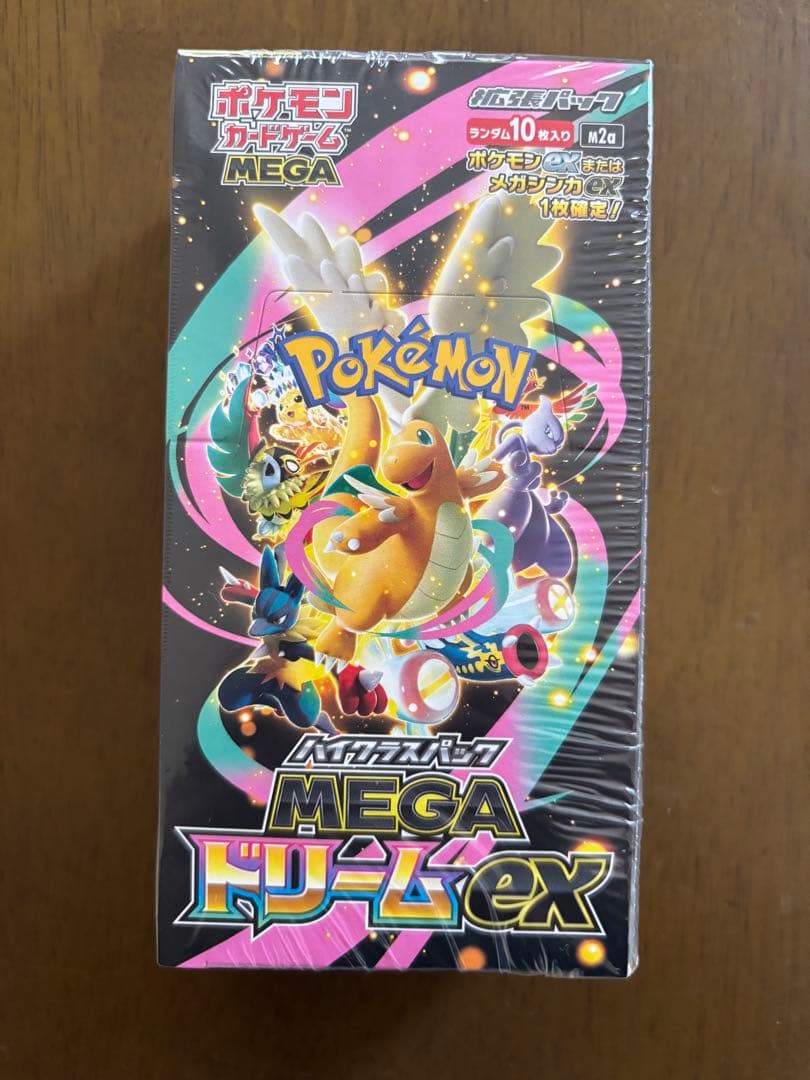 ポケモン
カードゲーム™
MEGA
拡張パック
ランダム10枚入り
M2a
ポケモンexまたは
メガシンカex
1枚確定!
POKéMON™
ハイクラスパック
MEGA
ドリームex